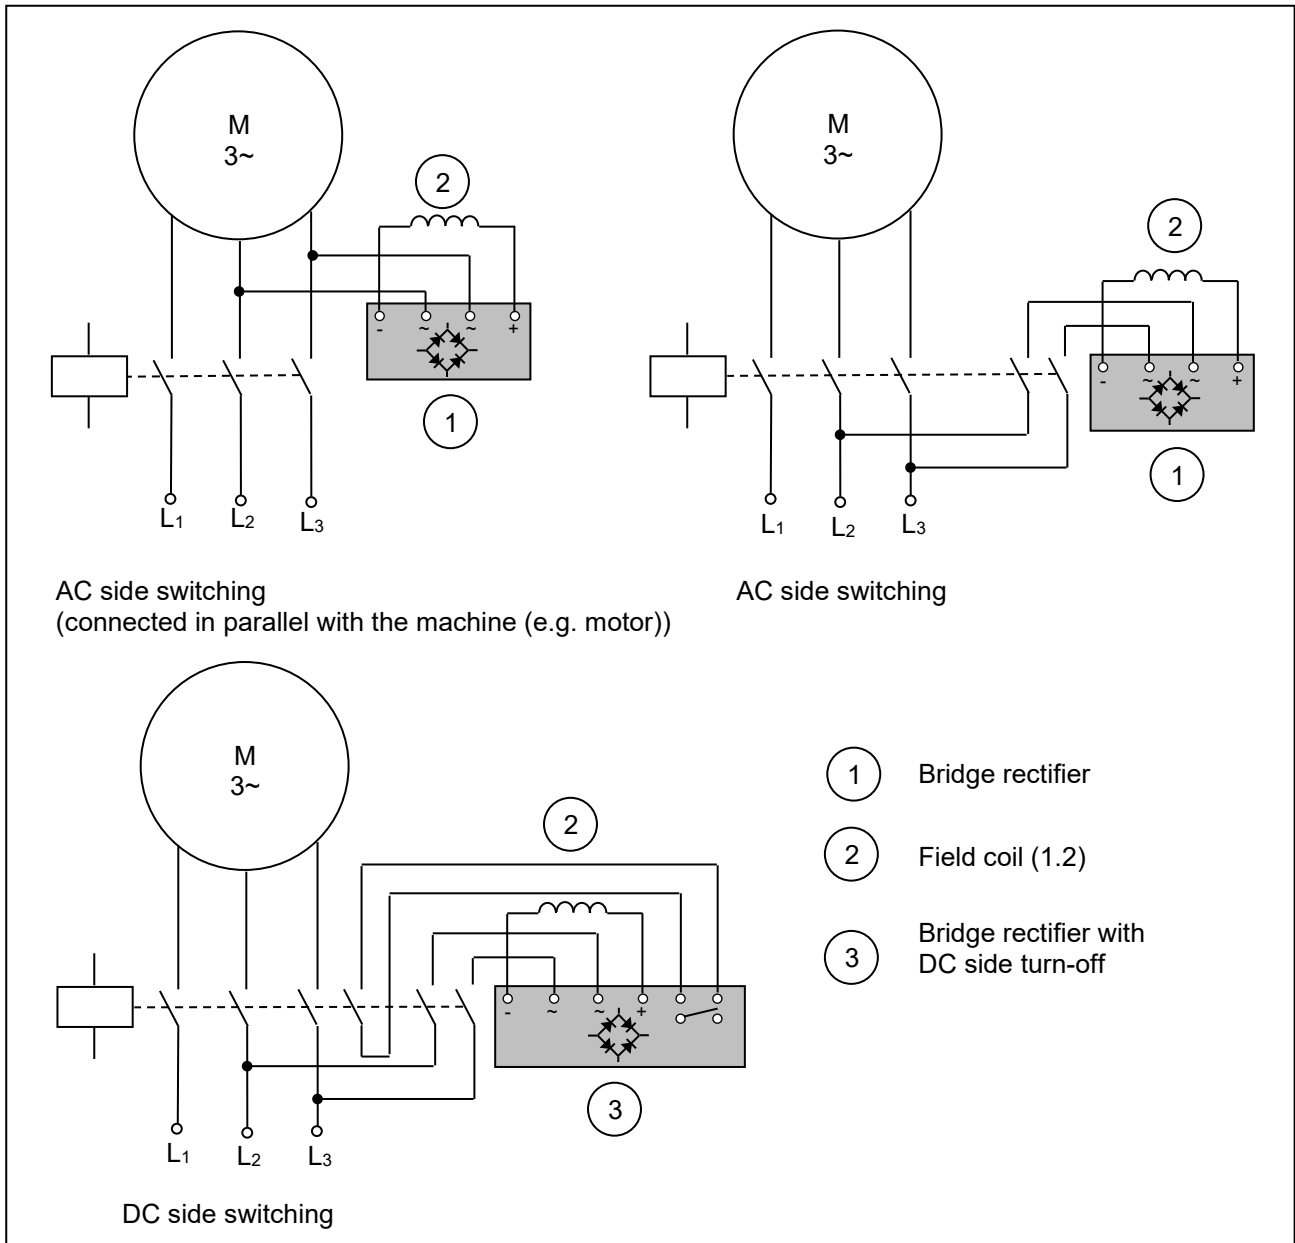 M
3~
2
- ~ ~ +
1
L1 L2 L3
AC side switching
(connected in parallel with the machine (e.g. motor))
M
3~
2
- ~ ~ +
1
L1 L2 L3
AC side switching
M
3~
2
- ~ ~ +
3
L1 L2 L3
DC side switching
1 Bridge rectifier
2 Field coil (1.2)
3 Bridge rectifier with
DC side turn-off